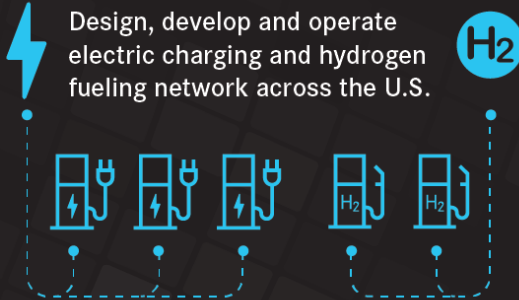 Design, develop and operate
electric charging and hydrogen
fueling network across the U.S.
H2
H2
H2